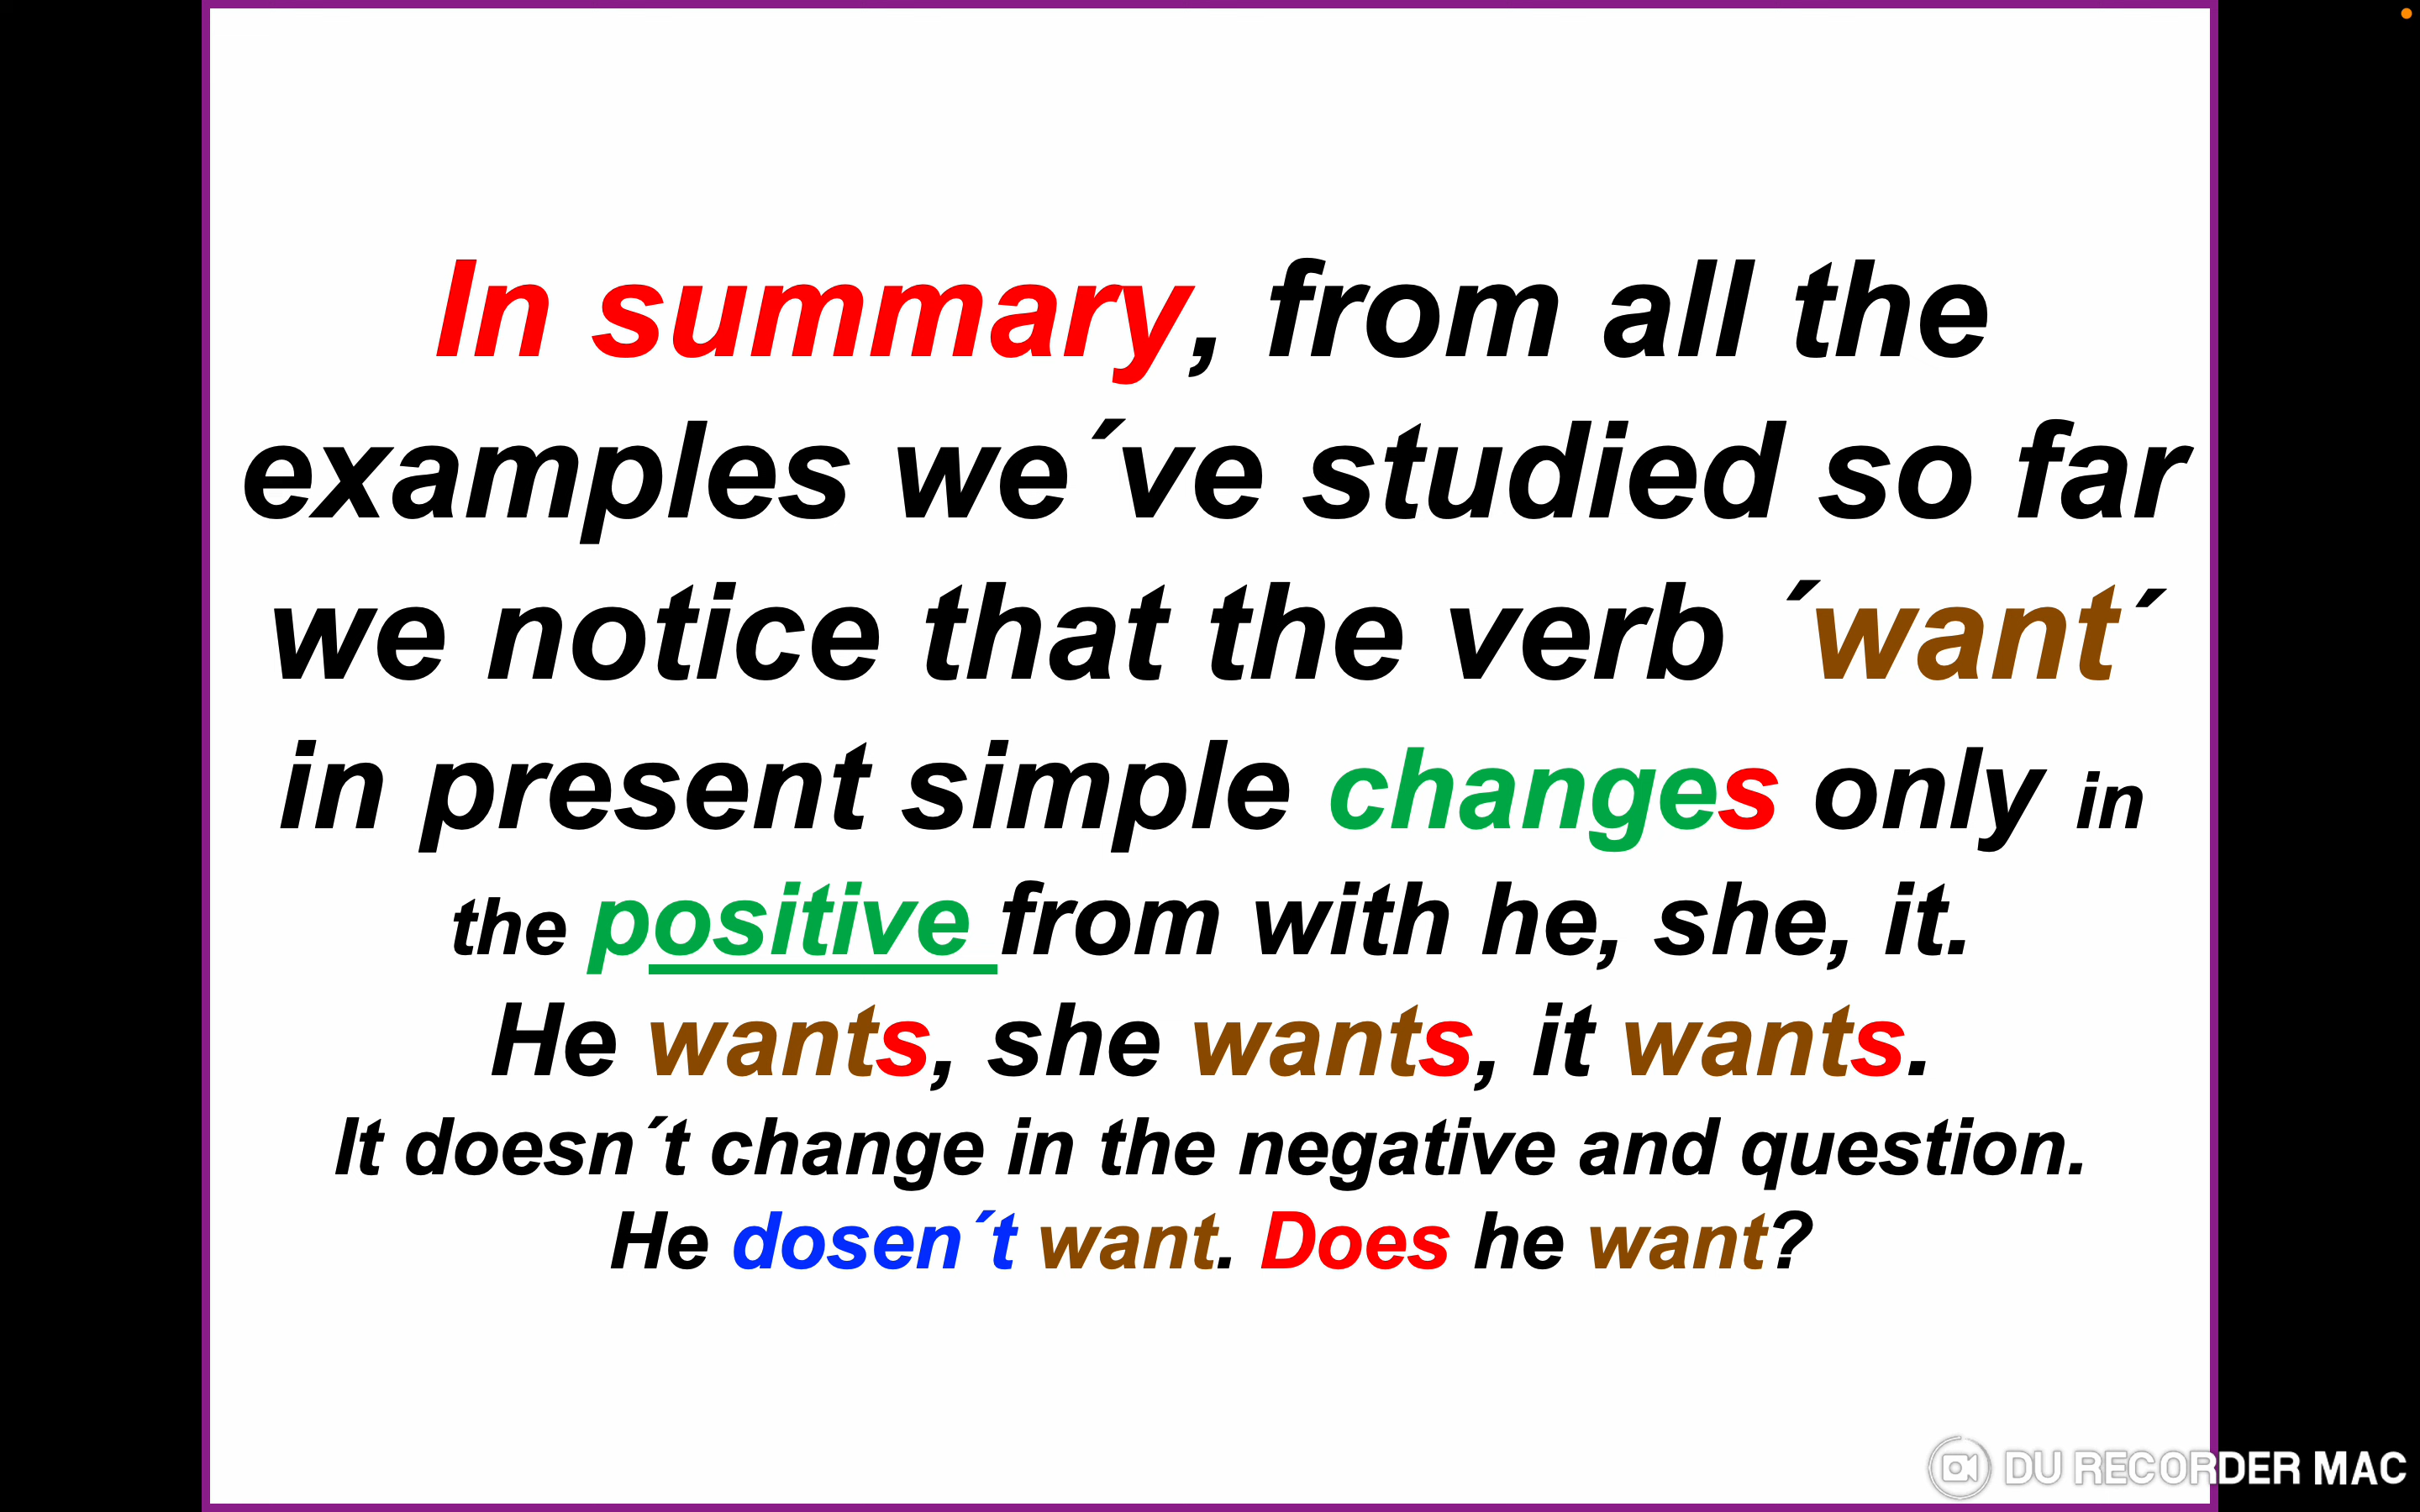 In summary, from all the
examples we´ve studied so far
we notice that the verb ´want´
in present simple changes only in
the positive from with he, she, it.
He wants, she wants, it wants.
It doesn´t change in the negative and question.
He dosen´t want. Does he want?
DU RECORDER MAC